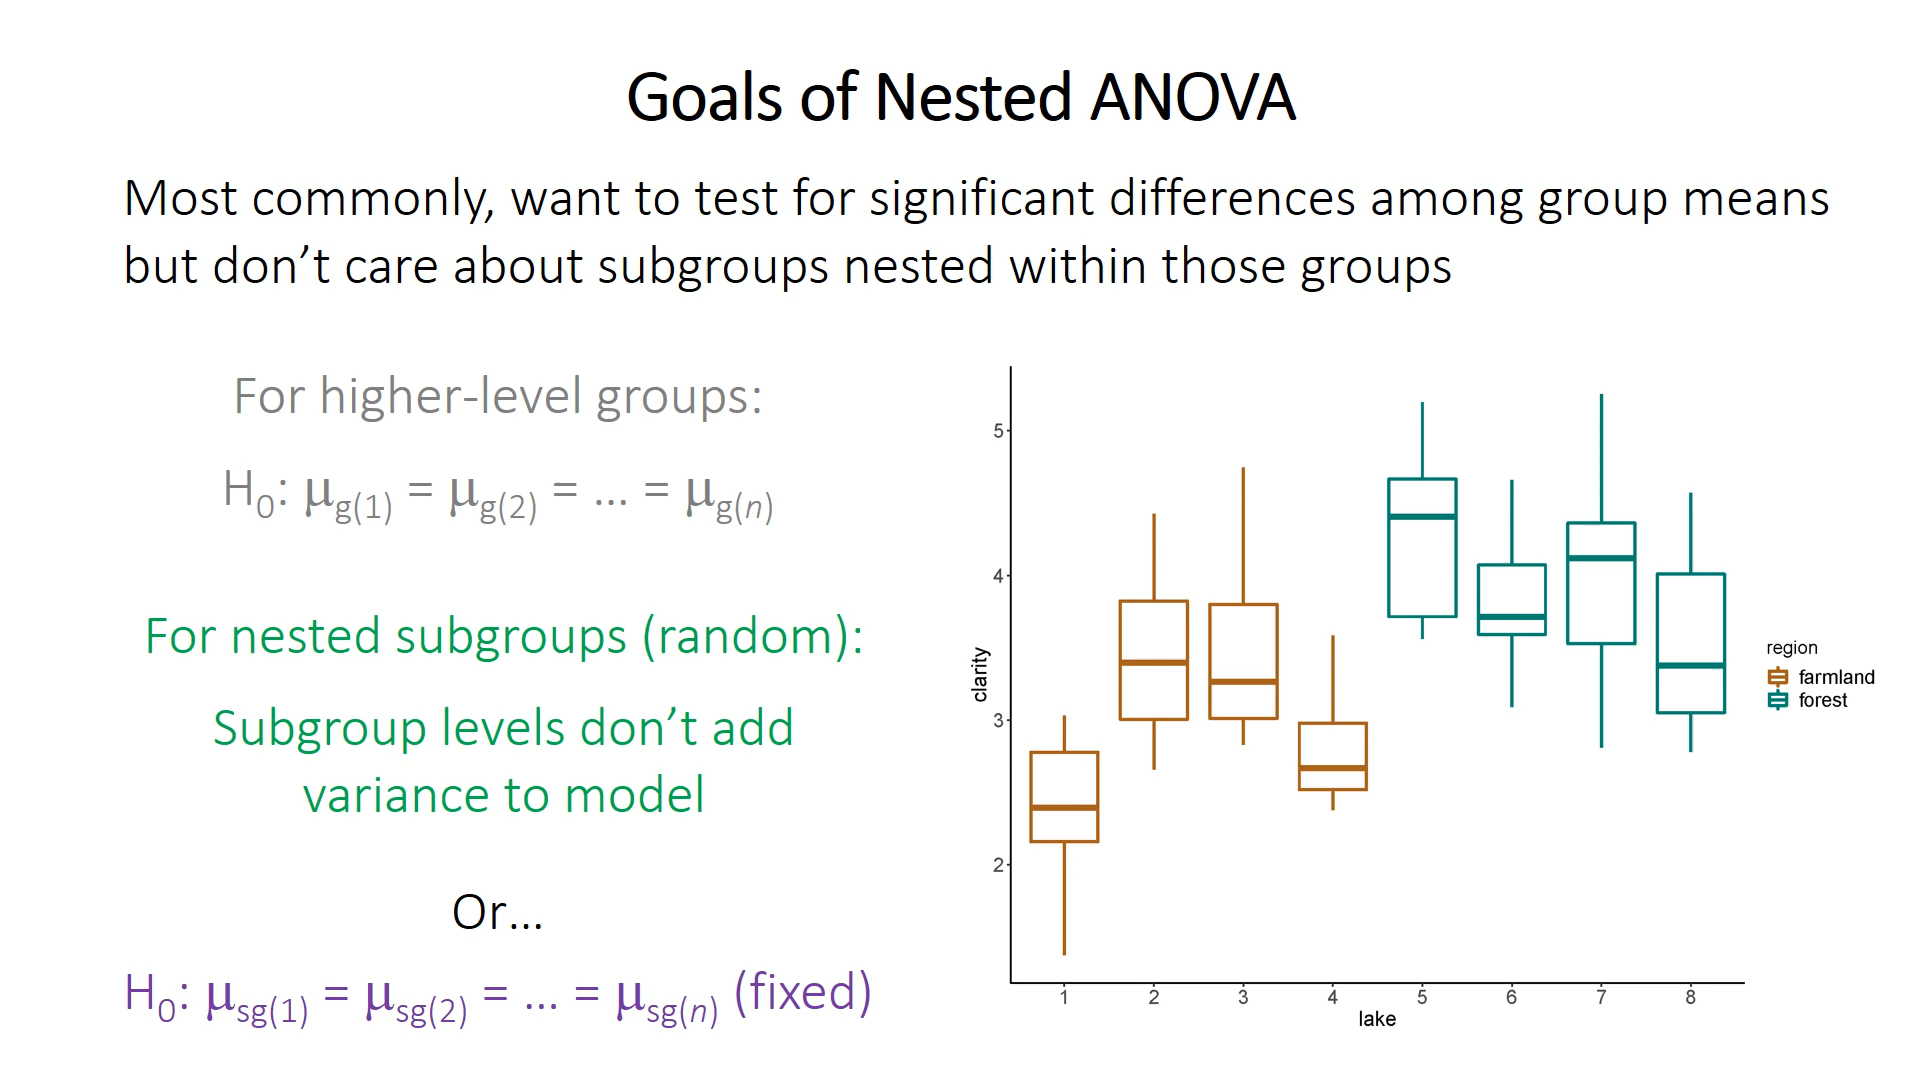 Goals of Nested ANOVA
Most commonly, want to test for significant differences among group means
but don’t care about subgroups nested within those groups
For higher-level groups:
H₀: μg(1) = μg(2) = … = μg(n)
For nested subgroups (random):
Subgroup levels don’t add
variance to model
Or…
H₀: μsg(1) = μsg(2) = … = μsg(n) (fixed)
5
4
3
2
clarity
1 2 3 4 5 6 7 8
lake
region
farmland
forest